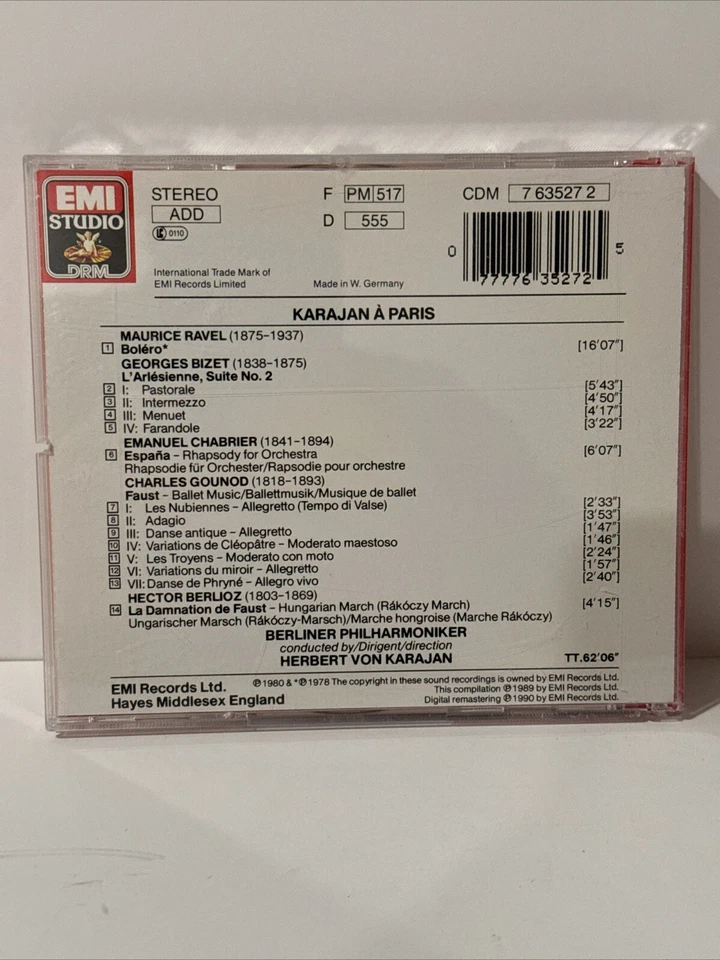 EMI
STUDIO
DRM
STEREO
ADD
LC 0110
F PM 517
D 555
CDM 7 63527 2
0 77776 35272 5
International Trade Mark of
EMI Records Limited
Made in W. Germany
KARAJAN À PARIS
MAURICE RAVEL (1875-1937)
1 Boléro* [16'07"]
GEORGES BIZET (1838-1875)
L'Arlésienne, Suite No. 2
2 I: Pastorale [5'43"]
3 II: Intermezzo [4'50"]
4 III: Menuet [4'17"]
5 IV: Farandole [3'22"]
EMANUEL CHABRIER (1841-1894)
6 España – Rhapsody for Orchestra [6'07"]
Rhapsodie für Orchester/Rapsodie pour orchestre
CHARLES GOUNOD (1818-1893)
Faust – Ballet Music/Ballettmusik/Musique de ballet
7 I: Les Nubiennes – Allegretto (Tempo di Valse) [2'33"]
8 II: Adagio [3'53"]
9 III: Danse antique – Allegretto [1'47"]
10 IV: Variations de Cléopâtre – Moderato maestoso [1'46"]
11 V: Les Troyens – Moderato con moto [2'24"]
12 VI: Variations du miroir – Allegretto [1'57"]
13 VII: Danse de Phryné – Allegro vivo [2'40"]
HECTOR BERLIOZ (1803-1869)
14 La Damnation de Faust – Hungarian March (Rákóczy March) [4'15"]
Ungarischer Marsch (Rákóczy-Marsch)/Marche hongroise (Marche Rákóczy)
BERLINER PHILHARMONIKER
conducted by/Dirigent/direction
HERBERT VON KARAJAN TT.62'06"
EMI Records Ltd.
Hayes Middlesex England
℗1980 & *℗1978 The copyright in these sound recordings is owned by EMI Records Ltd.
This compilation ℗1989 by EMI Records Ltd.
Digital remastering ℗1990 by EMI Records Ltd.